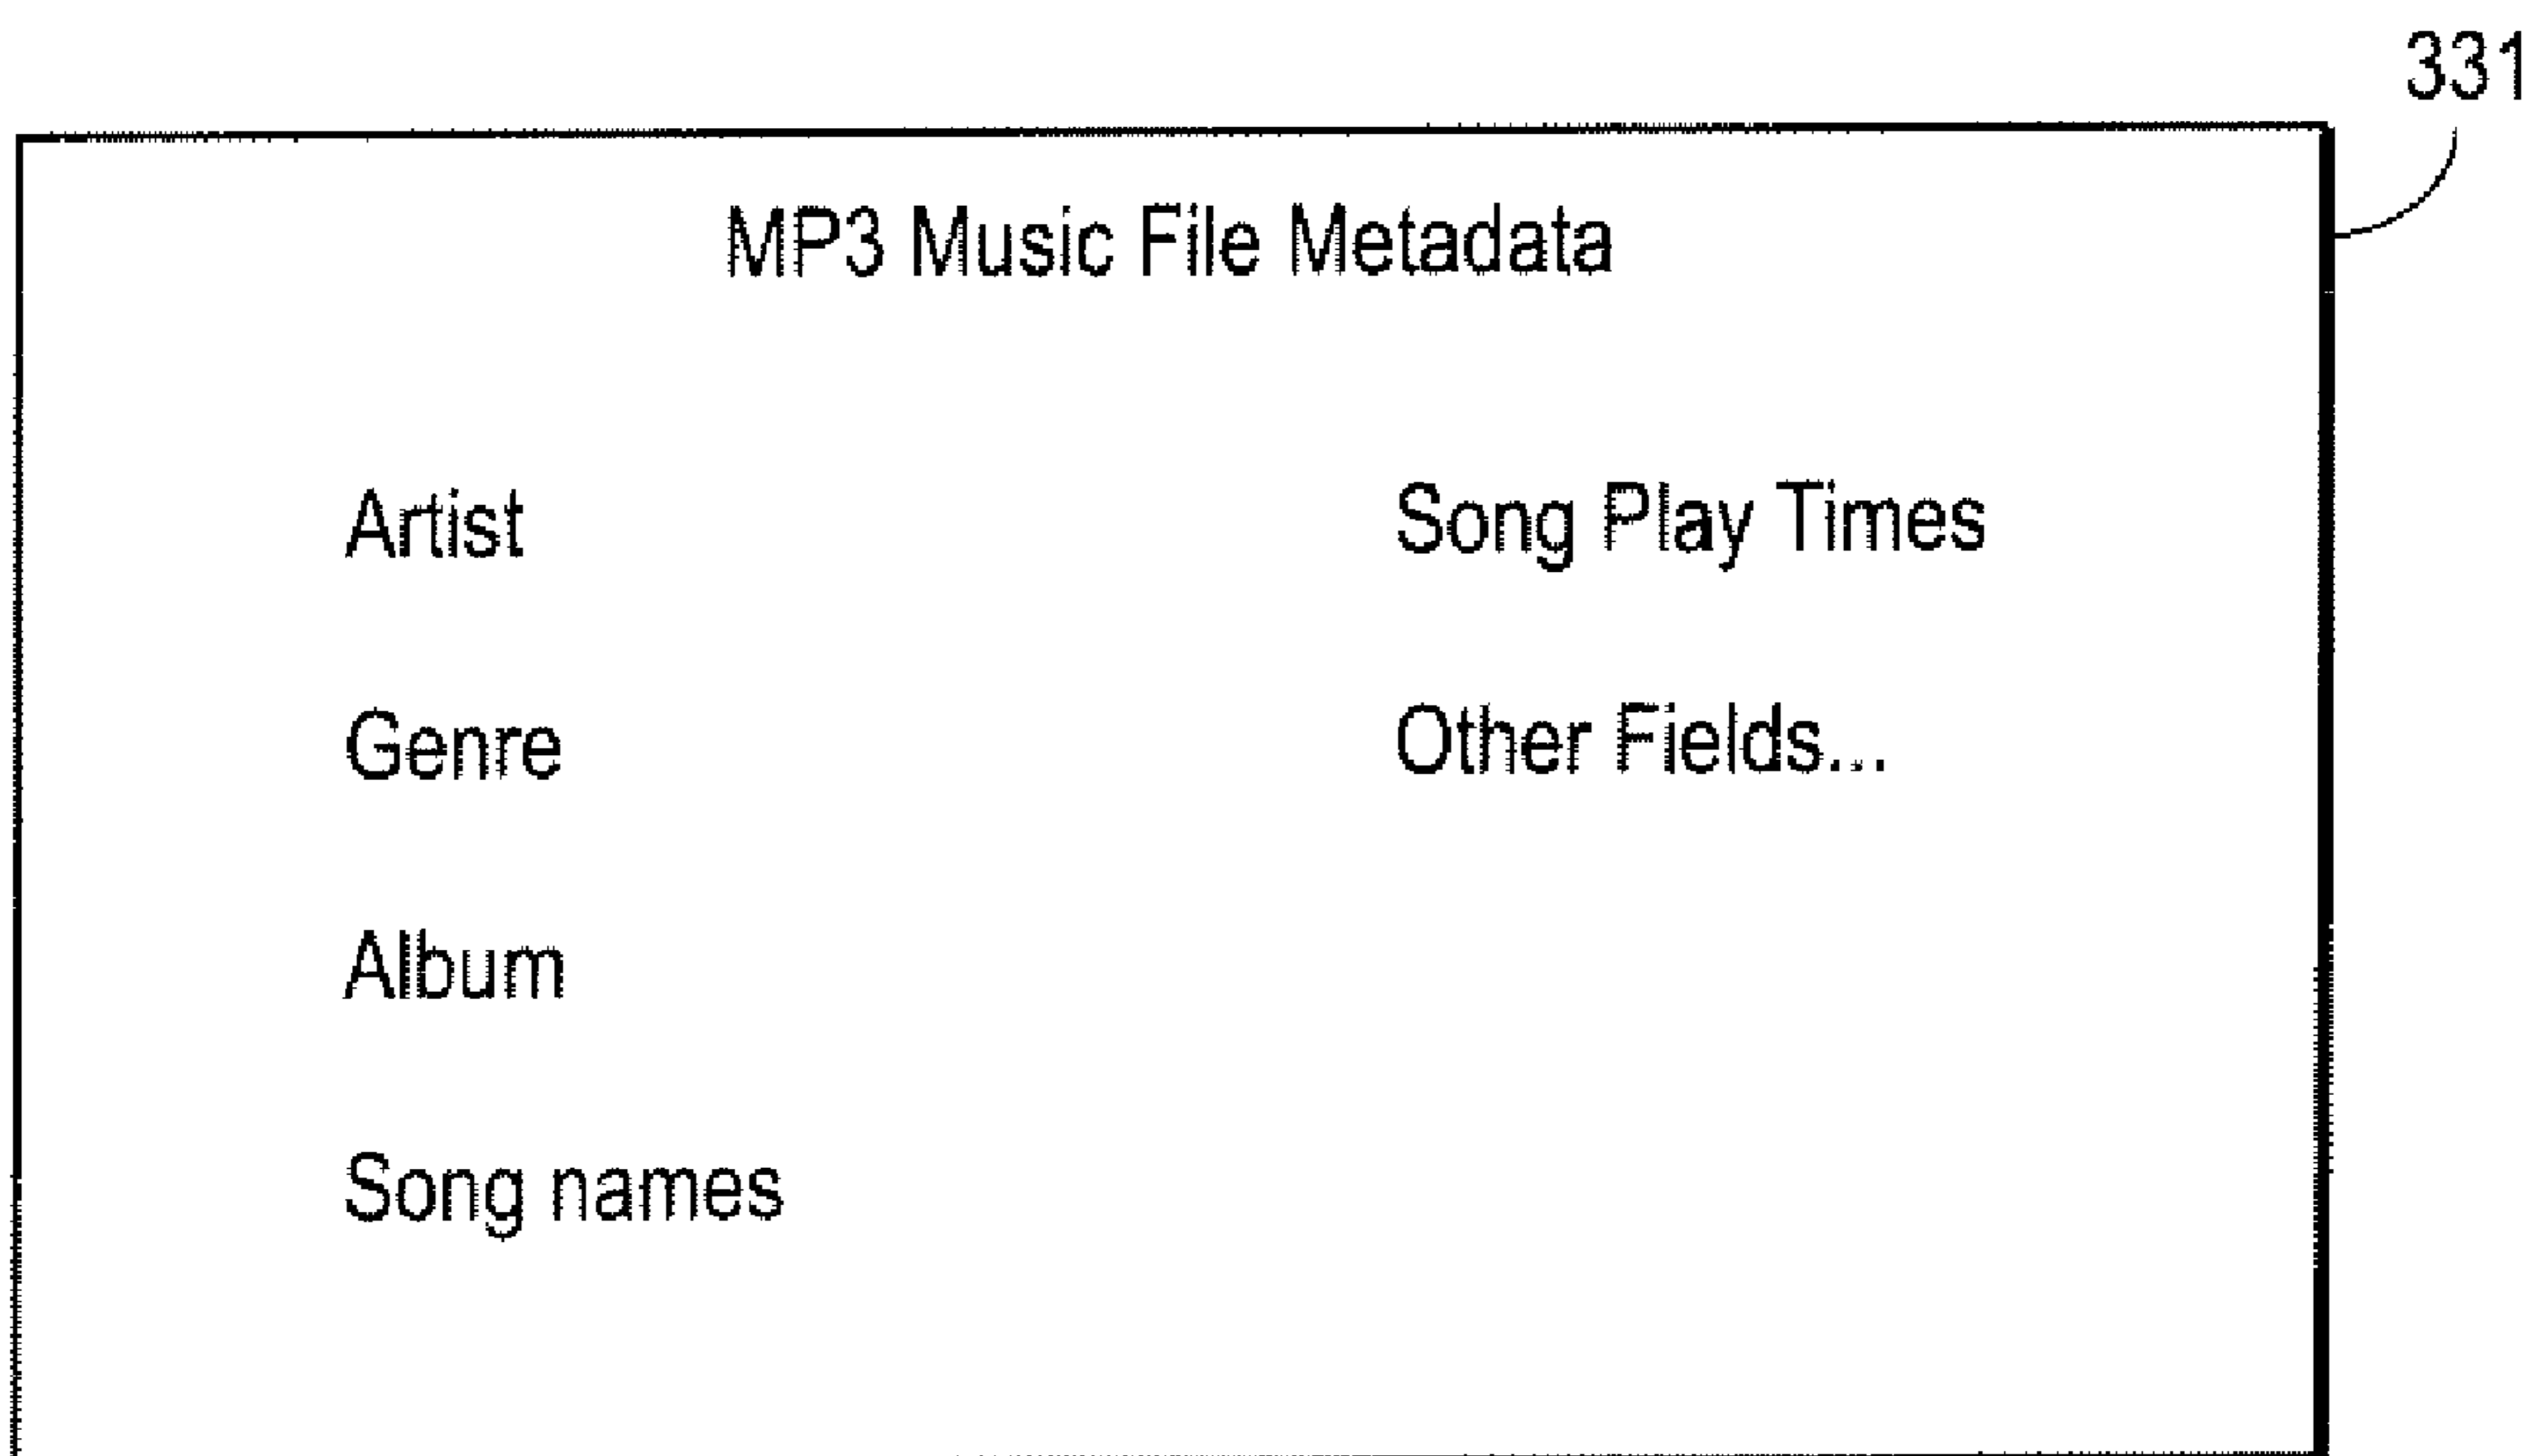 331
MP3 Music File Metadata
Artist
Genre
Album
Song names
Song Play Times
Other Fields...